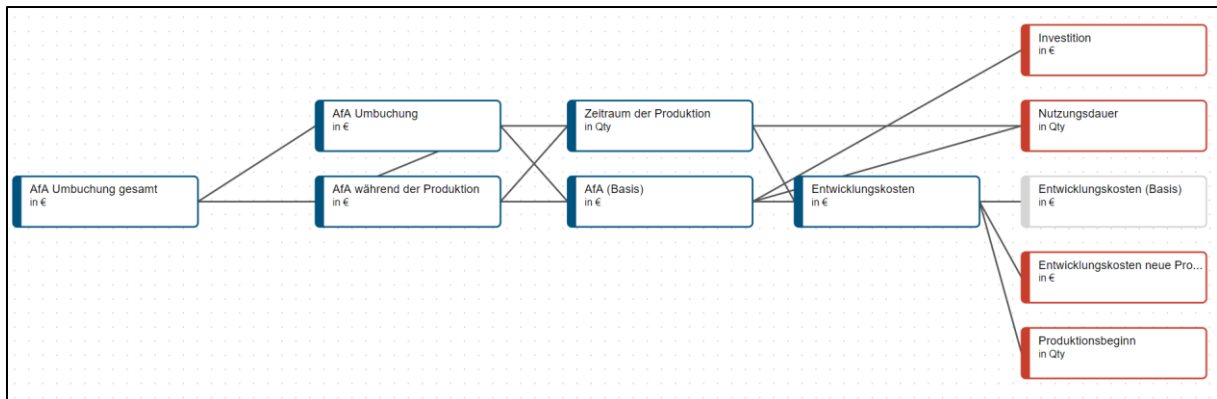 Investition
in €
AfA Umbuchung
in €
Zeitraum der Produktion
in Qty
Nutzungsdauer
in Qty
AfA Umbuchung gesamt
in €
AfA während der Produktion
in €
AfA (Basis)
in €
Entwicklungskosten
in €
Entwicklungskosten (Basis)
in €
Entwicklungskosten neue Pro...
in €
Produktionsbeginn
in Qty